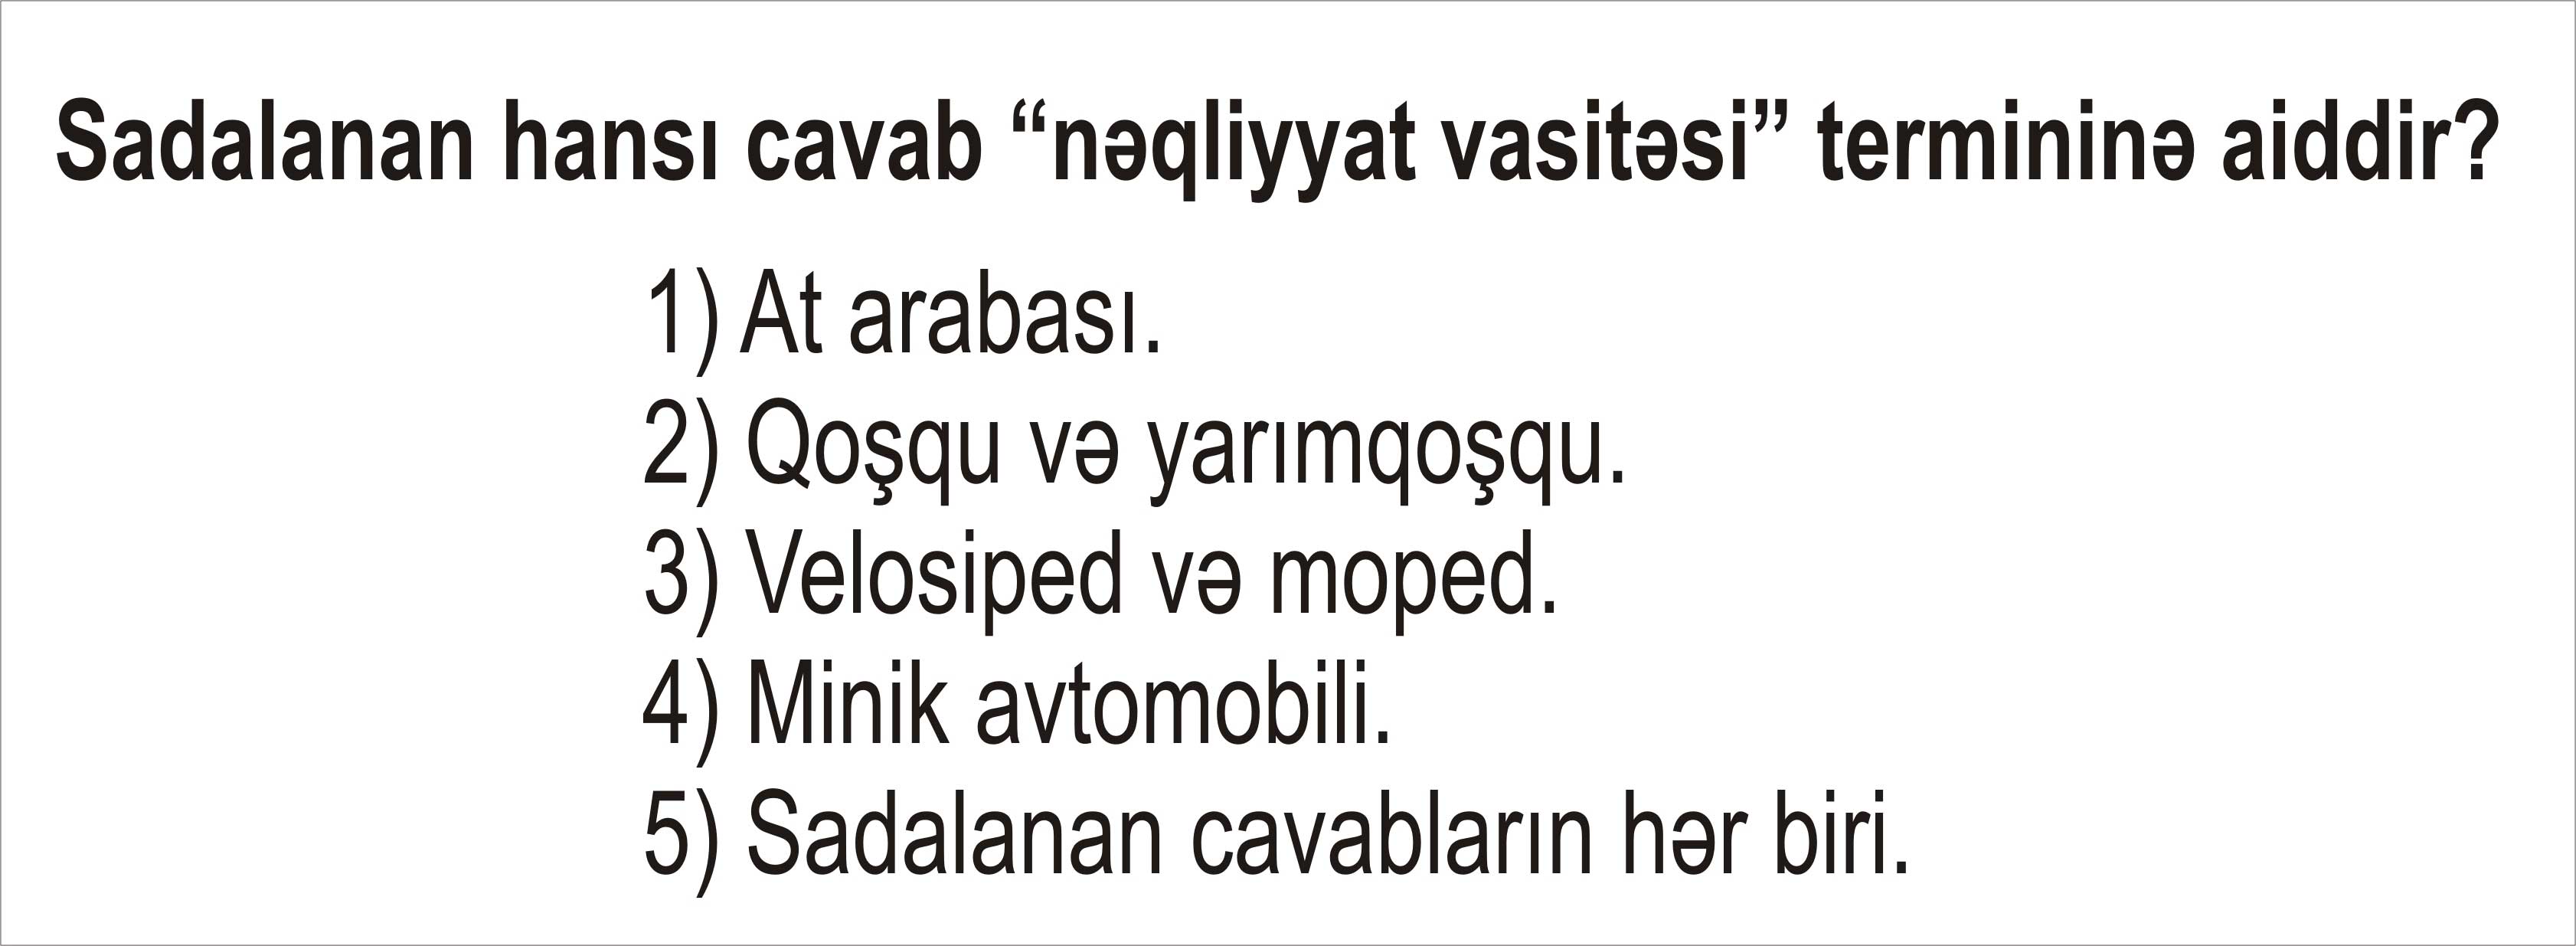 Sadalanan hansı cavab “nəqliyyat vasitəsi” termininə aiddir?
1) At arabası.
2) Qoşqu və yarımqoşqu.
3) Velosiped və moped.
4) Minik avtomobili.
5) Sadalanan cavabların hər biri.